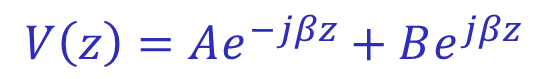 V(z) = Ae^{-jβz} + Be^{jβz}